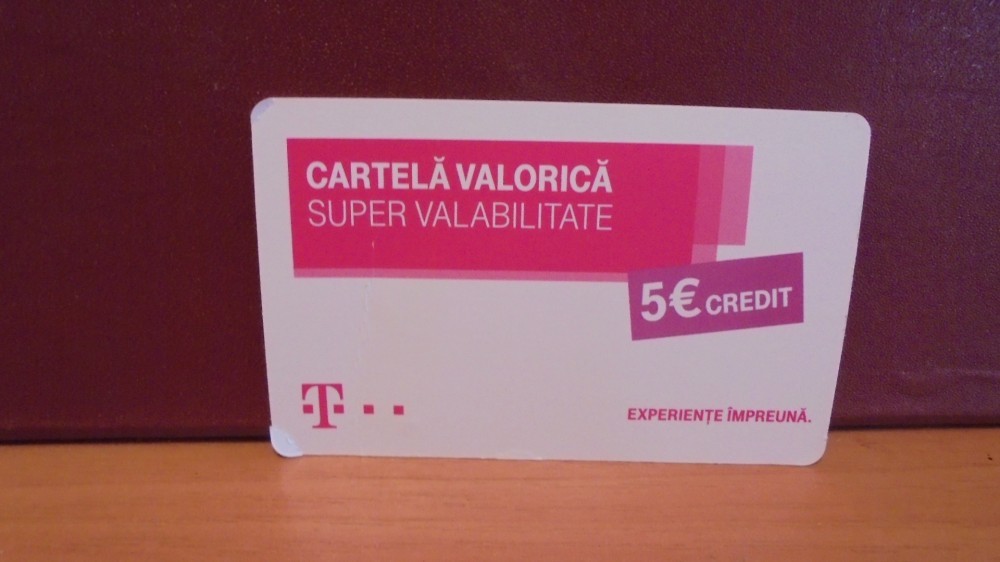 CARTELĂ VALORICĂ
SUPER VALABILITATE
5€ CREDIT
T
EXPERIENȚE ÎMPREUNĂ.